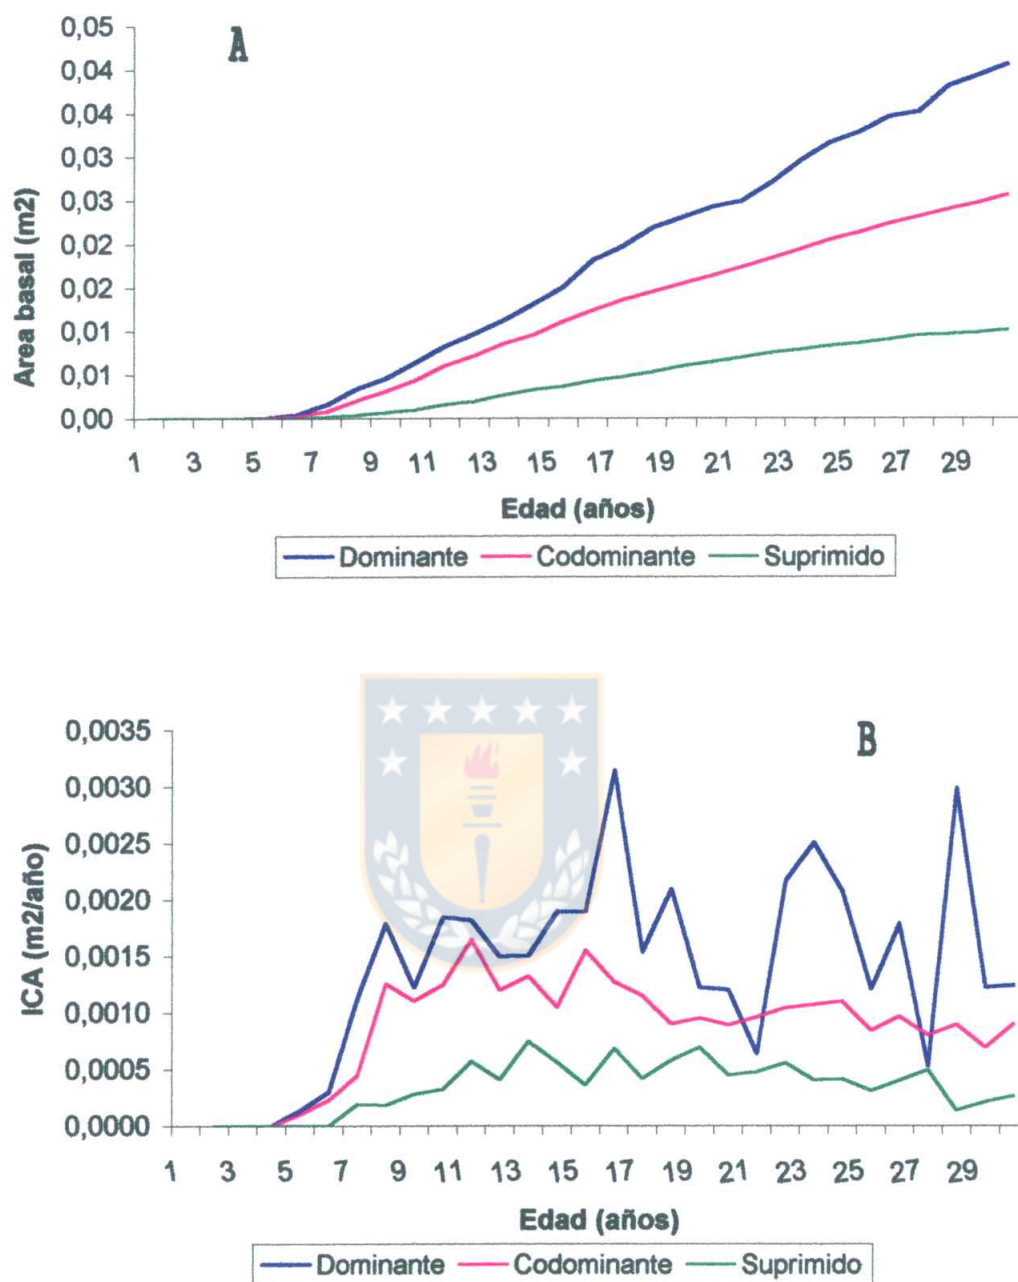 A
0,05
0,04
0,04
0,03
0,03
0,02
0,02
0,01
0,01
0,00
Area basal (m2)
1 3 5 7 9 11 13 15 17 19 21 23 25 27 29
Edad (años)
Dominante Codominante Suprimido
B
0,0035
0,0030
0,0025
0,0020
0,0015
0,0010
0,0005
0,0000
ICA (m2/año)
1 3 5 7 9 11 13 15 17 19 21 23 25 27 29
Edad (años)
Dominante Codominante Suprimido